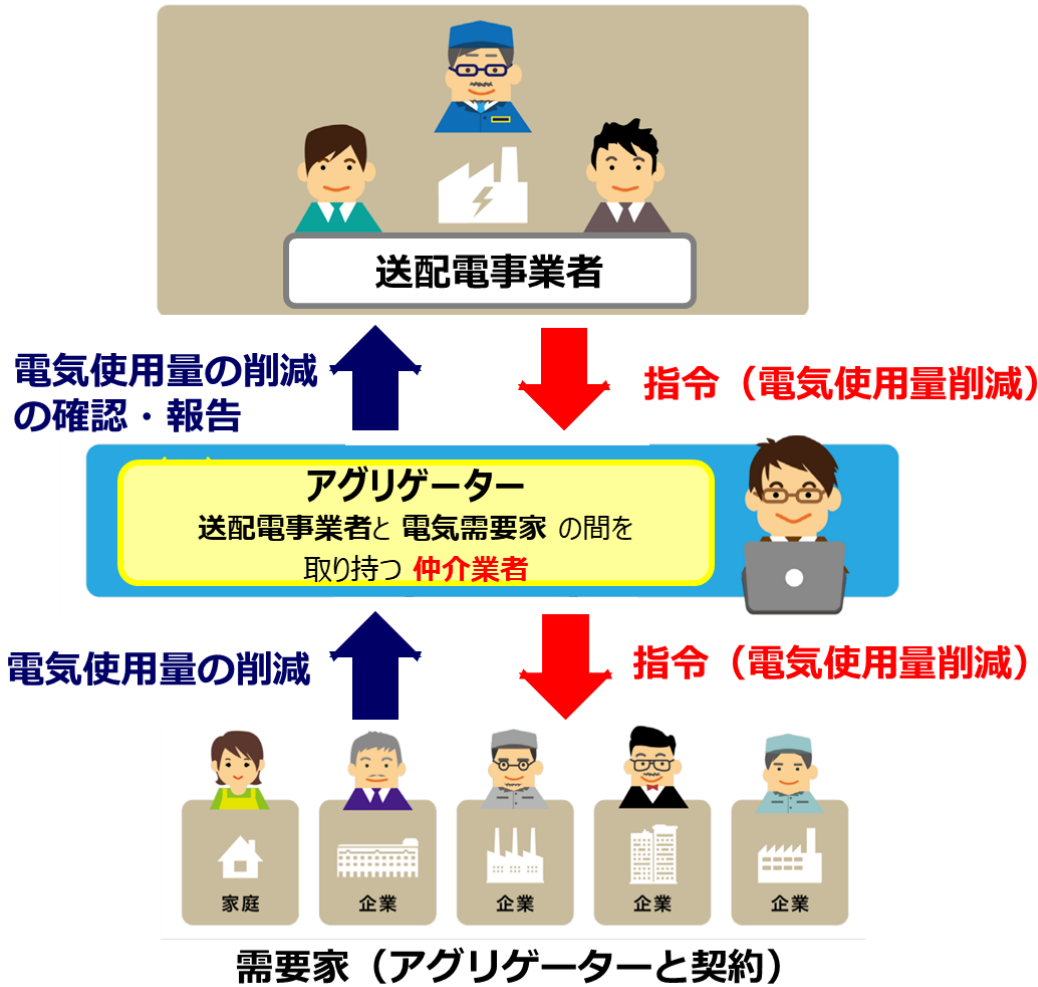 送配電事業者
電気使用量の削減
の確認・報告
指令（電気使用量削減）
アグリゲーター
送配電事業者と 電気需要家 の間を
取り持つ 仲介業者
電気使用量の削減
指令（電気使用量削減）
家庭
企業
企業
企業
企業
需要家（アグリゲーターと契約）